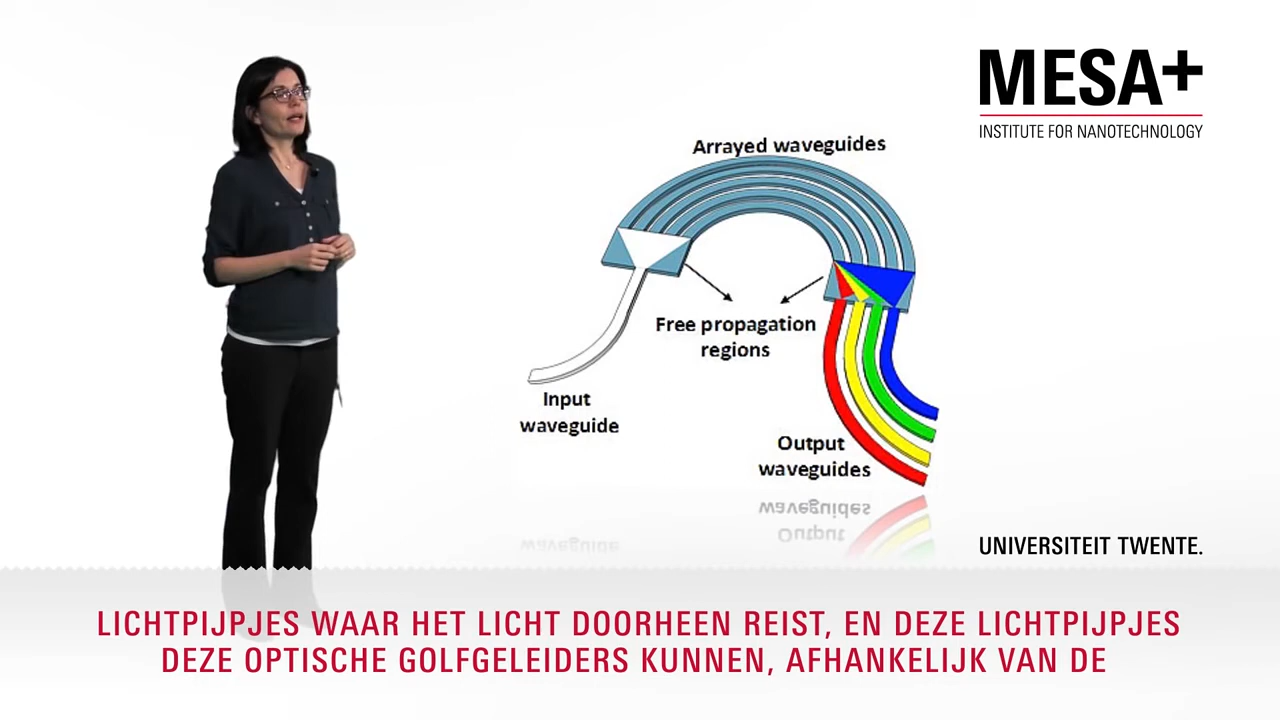 MESA+
INSTITUTE FOR NANOTECHNOLOGY
Arrayed waveguides
Free propagation
regions
Input
waveguide
Output
waveguides
UNIVERSITEIT TWENTE.
LICHTPIJPJES WAAR HET LICHT DOORHEEN REIST, EN DEZE LICHTPIJPJES
DEZE OPTISCHE GOLFGELEIDERS KUNNEN, AFHANKELIJK VAN DE